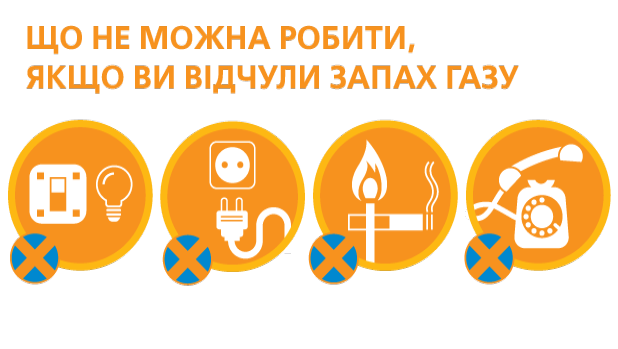 ЩО НЕ МОЖНА РОБИТИ,
ЯКЩО ВИ ВІДЧУЛИ ЗАПАХ ГАЗУ